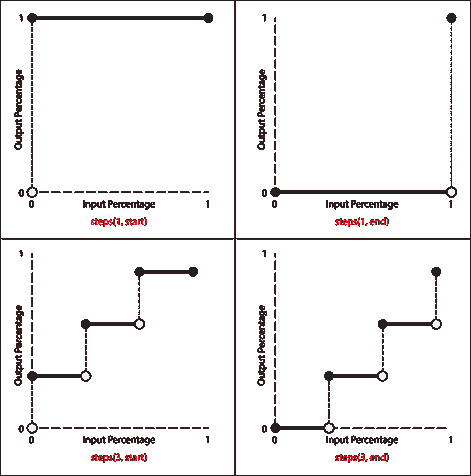 1
Output Percentage
0
0 Input Percentage 1
steps(1, start)
1
Output Percentage
0
0 Input Percentage 1
steps(1, end)
1
Output Percentage
0
0 Input Percentage 1
steps(3, start)
1
Output Percentage
0
0 Input Percentage 1
steps(3, end)